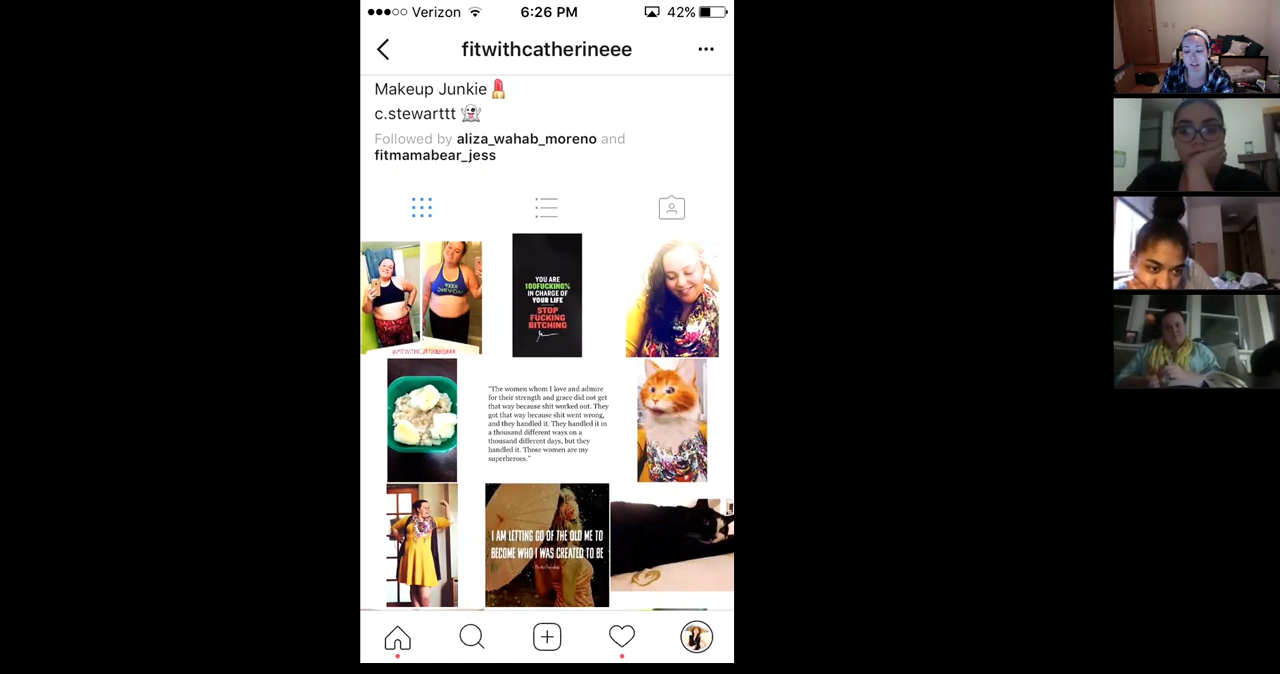 Verizon 6:26 PM 42%
fitwithcatherineee
Makeup Junkie💄
c.stewarttt 👻
Followed by aliza_wahab_moreno and
fitmamabear_jess
YOU ARE
100FUCKING%
IN CHARGE OF
YOUR LIFE
STOP
FUCKING
BITCHING
"The women whom I love and admire
for their strength and grace did not get
that way because shit worked out. They
got that way because shit went wrong,
and they handled it. They handled it in
a thousand different ways on a
thousand different days, but they
handled it. Those women are my
superheroes."
I AM LETTING GO OF THE OLD ME TO
BECOME WHO I WAS CREATED TO BE